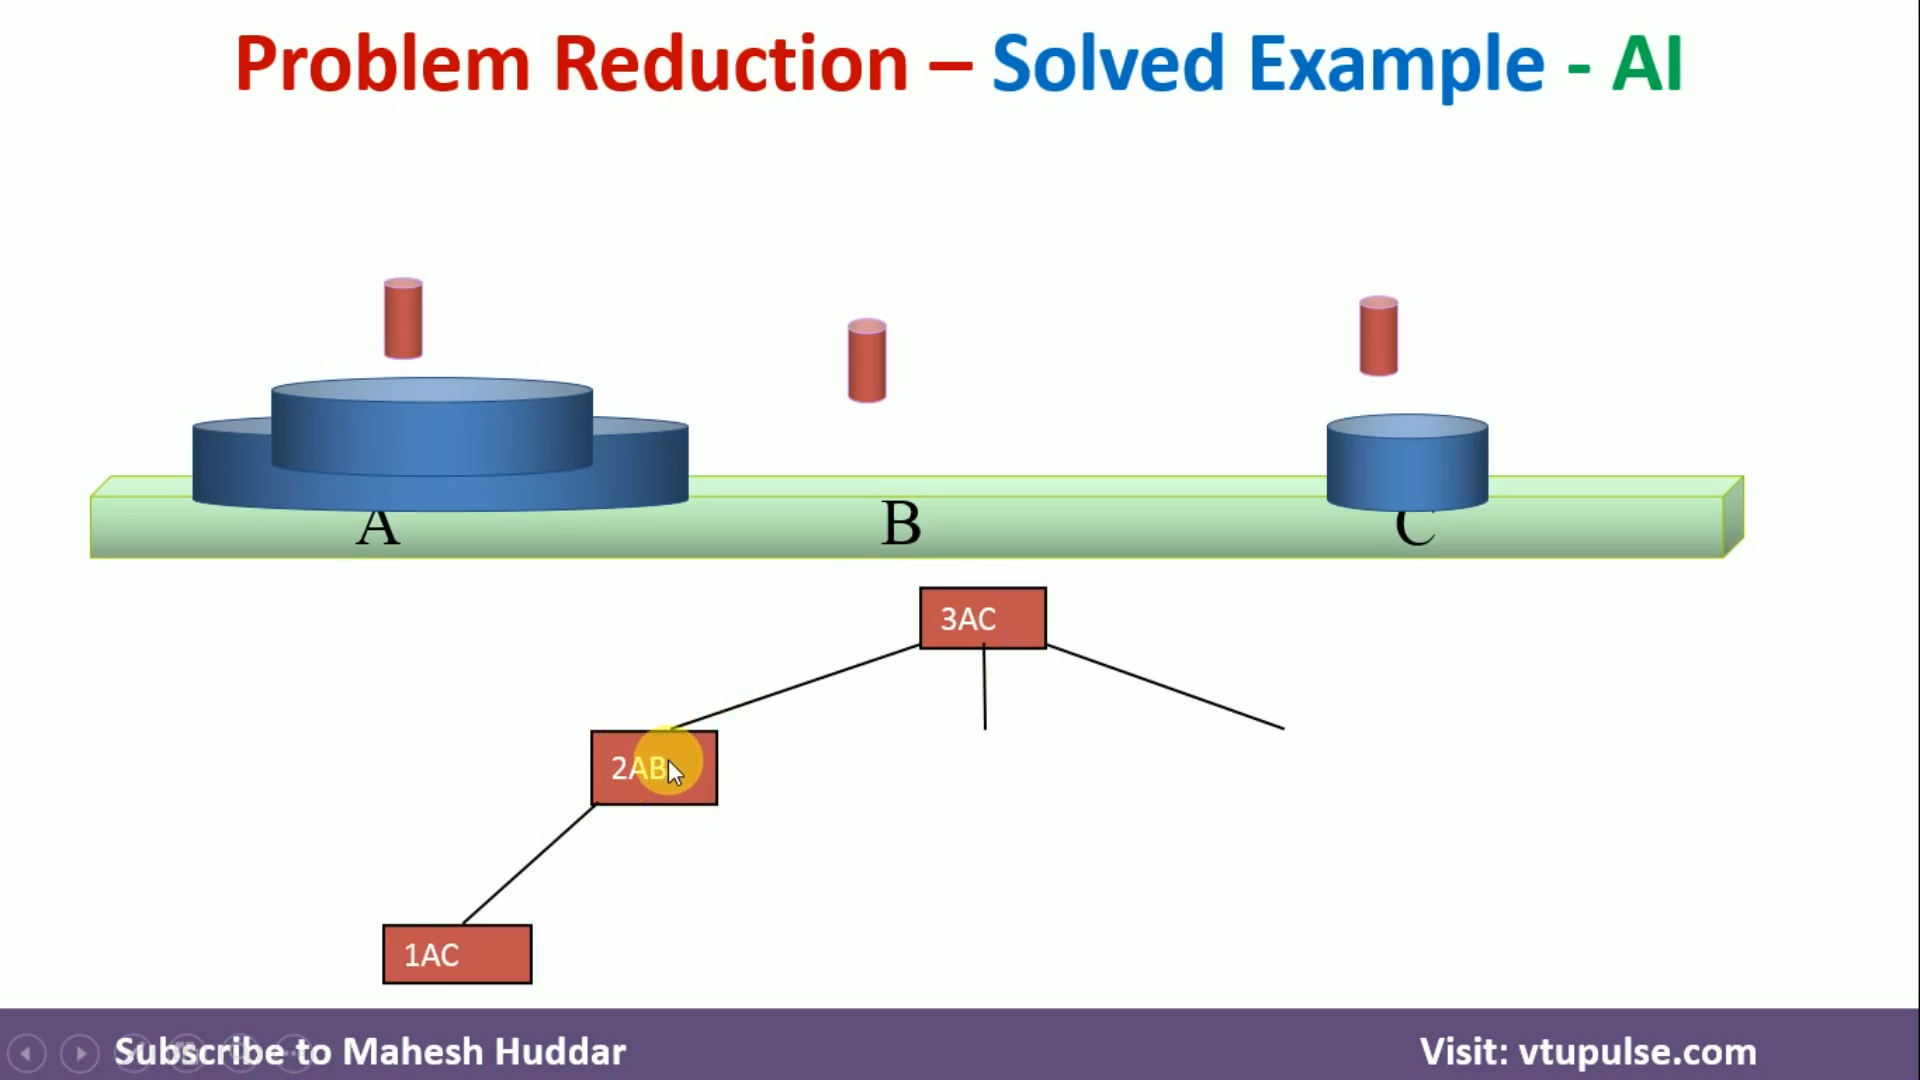 Problem Reduction – Solved Example - AI
A B C
3AC
2AB
1AC
Subscribe to Mahesh Huddar
Visit: vtupulse.com